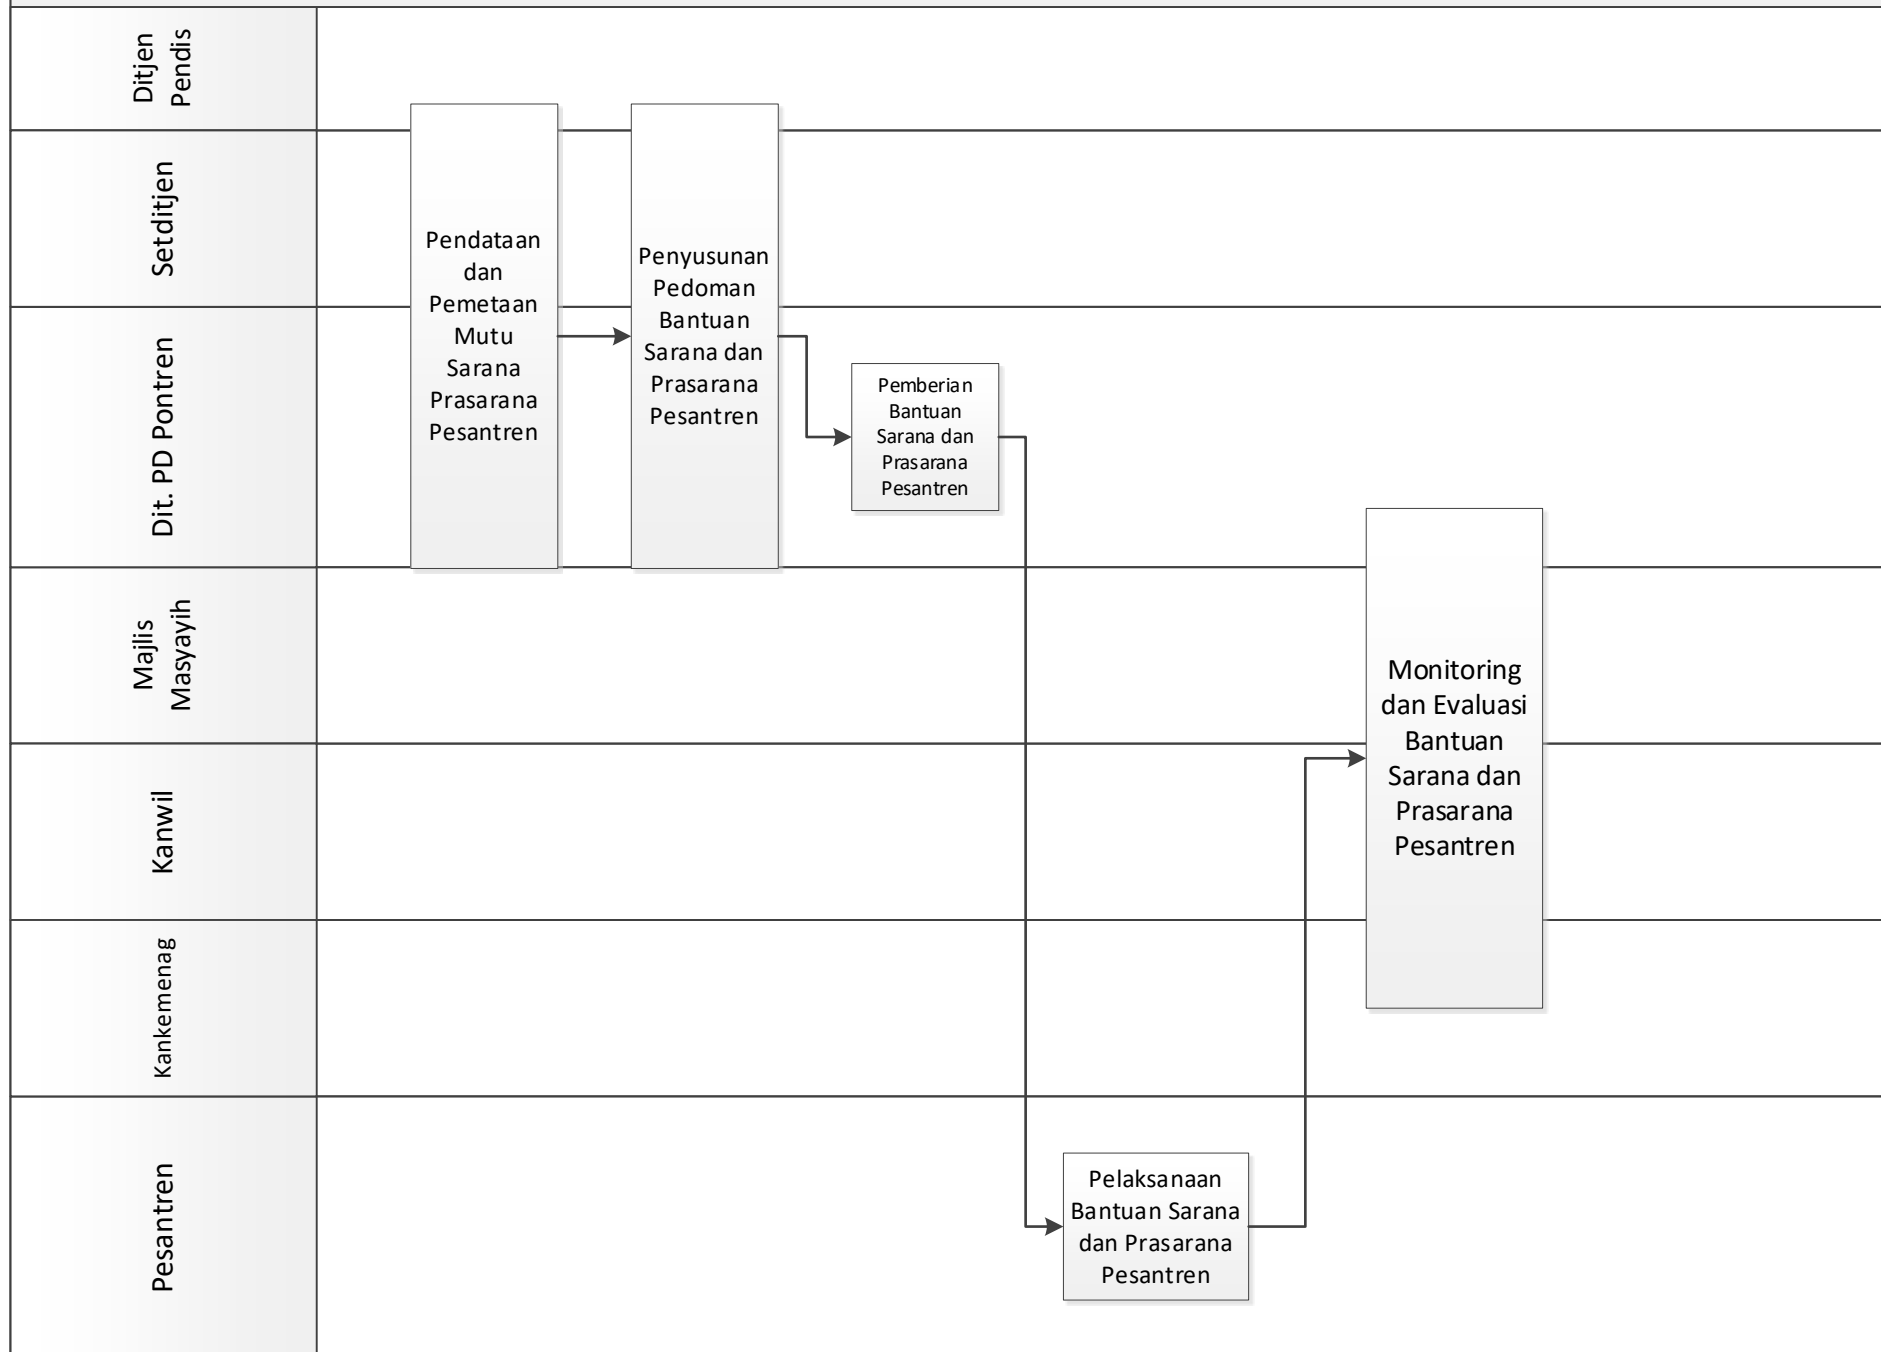 Ditjen
Pendis
Setditjen
Dit. PD Pontren
Majlis
Masyayih
Kanwil
Kankemenag
Pesantren
Pendataan
dan
Pemetaan
Mutu
Sarana
Prasarana
Pesantren
Penyusunan
Pedoman
Bantuan
Sarana dan
Prasarana
Pesantren
Pemberian
Bantuan
Sarana dan
Prasarana
Pesantren
Pelaksanaan
Bantuan Sarana
dan Prasarana
Pesantren
Monitoring
dan Evaluasi
Bantuan
Sarana dan
Prasarana
Pesantren